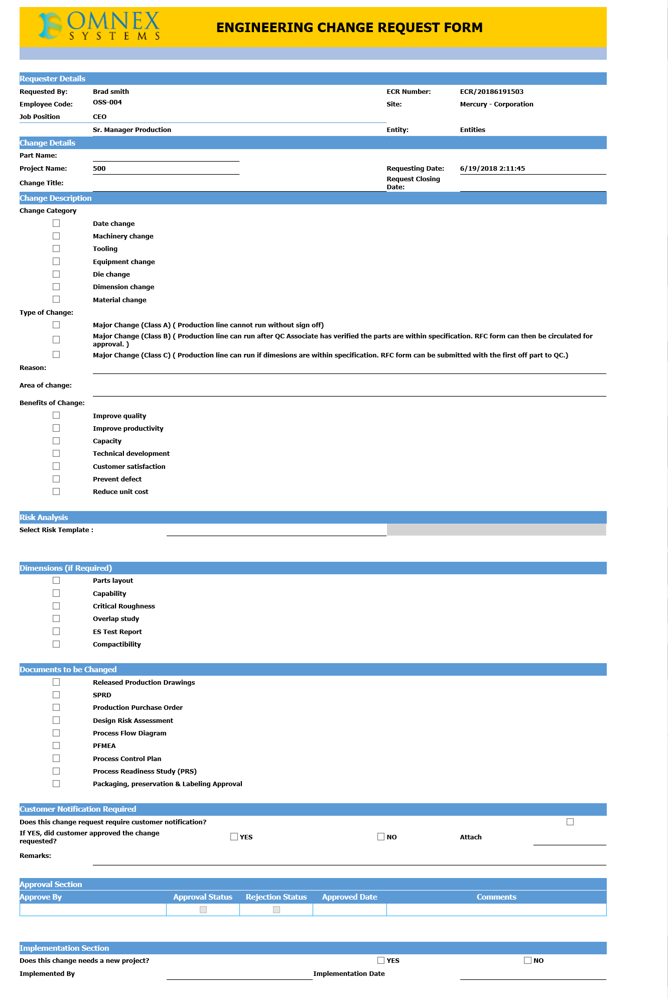 OMNEX
SYSTEMS
ENGINEERING CHANGE REQUEST FORM
Requester Details
Requested By: Brad smith ECR Number: ECR/20186191503
Employee Code: OSS-004 Site: Mercury - Corporation
Job Position CEO
Sr. Manager Production Entity: Entities
Change Details
Part Name:
Project Name: 500 Requesting Date: 6/19/2018 2:11:45
Change Title: Request Closing
Date:
Change Description
Change Category
Date change
Machinery change
Tooling
Equipment change
Die change
Dimension change
Material change
Type of Change:
Major Change (Class A) ( Production line cannot run without sign off)
Major Change (Class B) ( Production line can run after QC Associate has verified the parts are within specification. RFC form can then be circulated for
approval. )
Major Change (Class C) ( Production line can run if dimesions are within specification. RFC form can be submitted with the first off part to QC.)
Reason:
Area of change:
Benefits of Change:
Improve quality
Improve productivity
Capacity
Technical development
Customer satisfaction
Prevent defect
Reduce unit cost
Risk Analysis
Select Risk Template :
Dimensions (if Required)
Parts layout
Capability
Critical Roughness
Overlap study
ES Test Report
Compactibility
Documents to be Changed
Released Production Drawings
SPRD
Production Purchase Order
Design Risk Assessment
Process Flow Diagram
PFMEA
Process Control Plan
Process Readiness Study (PRS)
Packaging, preservation & Labeling Approval
Customer Notification Required
Does this change request require customer notification?
If YES, did customer approved the change
requested? YES NO Attach
Remarks:
Approval Section
Approve By Approval Status Rejection Status Approved Date Comments
Implementation Section
Does this change needs a new project? YES NO
Implemented By Implementation Date